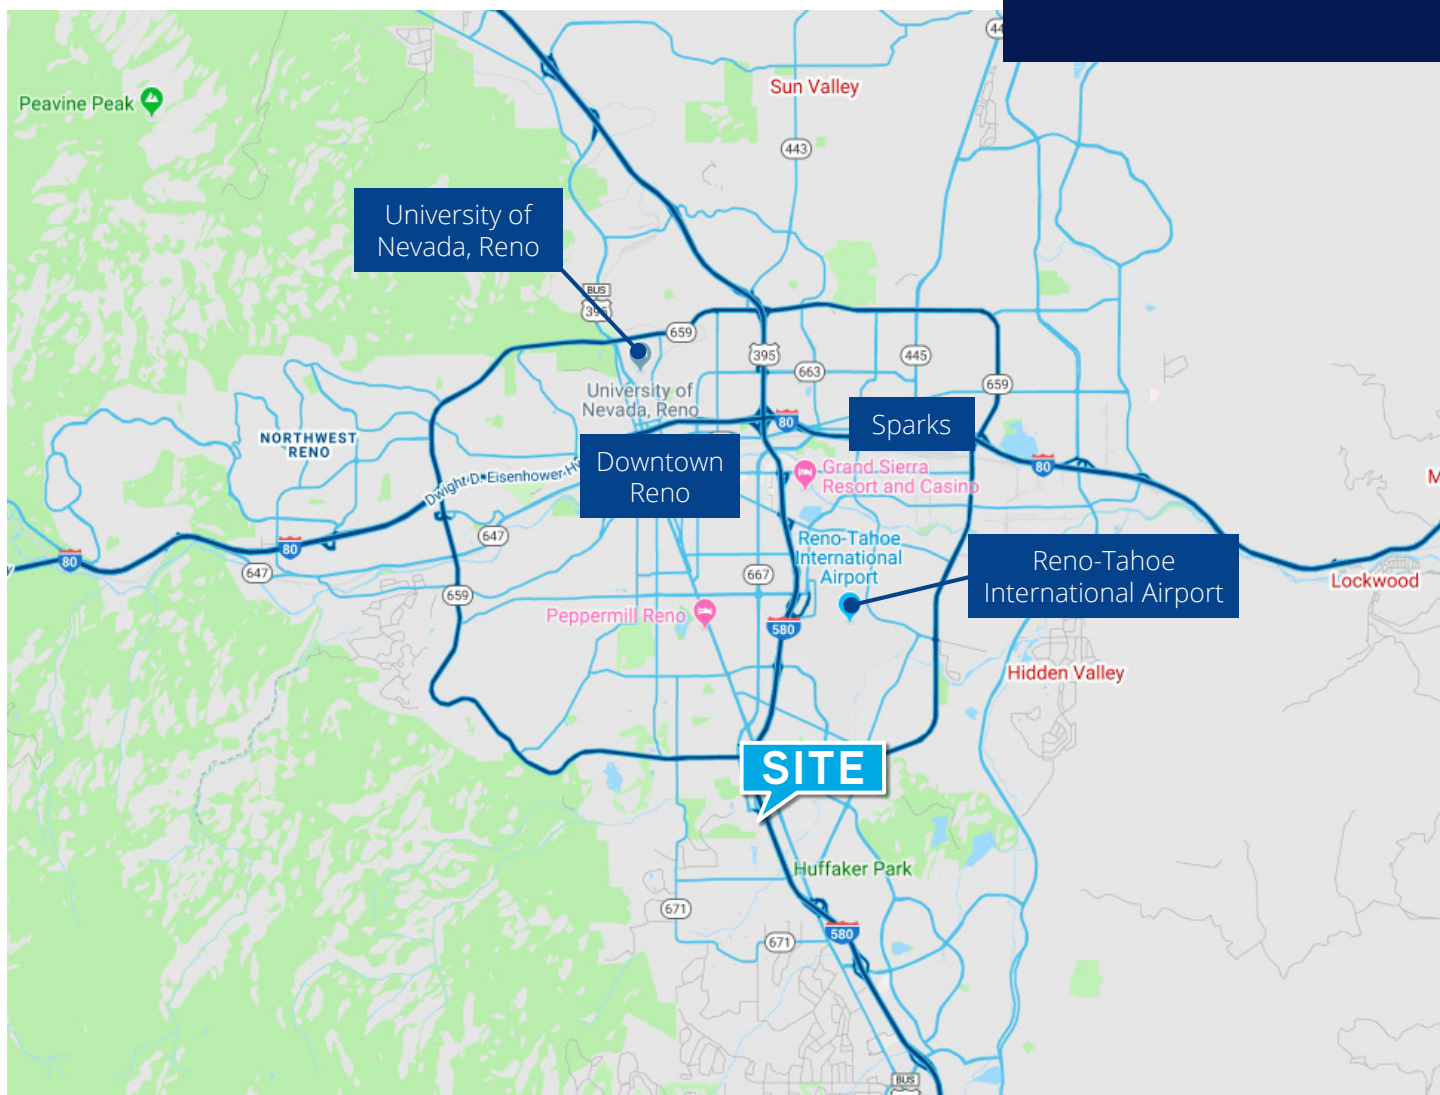 44
Sun Valley
Peavine Peak
443
University of
Nevada, Reno
BUS
395
659
395
445
663
659
University of
Nevada, Reno
Sparks
80
NORTHWEST
RENO
Downtown
Reno
Grand Sierra
Resort and Casino
80
Dwight D. Eisenhower Hw
M
647
Reno-Tahoe
International
Airport
80
80
Reno-Tahoe
International Airport
647
667
Lockwood
659
Peppermill Reno
580
Hidden Valley
SITE
Huffaker Park
671
580
671
BUS